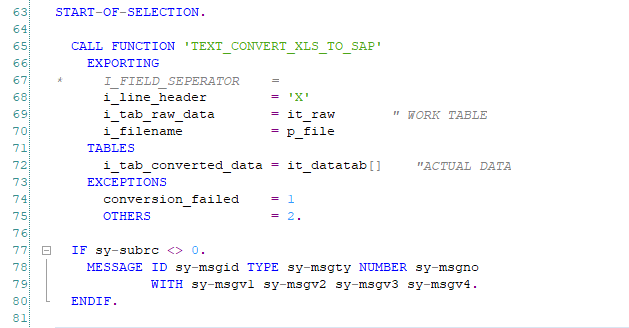 63 START-OF-SELECTION.
64
65 CALL FUNCTION 'TEXT_CONVERT_XLS_TO_SAP'
66 EXPORTING
67 * I_FIELD_SEPERATOR =
68 i_line_header = 'X'
69 i_tab_raw_data = it_raw " WORK TABLE
70 i_filename = p_file
71 TABLES
72 i_tab_converted_data = it_datatab[] "ACTUAL DATA
73 EXCEPTIONS
74 conversion_failed = 1
75 OTHERS = 2.
76
77 IF sy-subrc <> 0.
78 MESSAGE ID sy-msgid TYPE sy-msgty NUMBER sy-msgno
79 WITH sy-msgv1 sy-msgv2 sy-msgv3 sy-msgv4.
80 ENDIF.
81